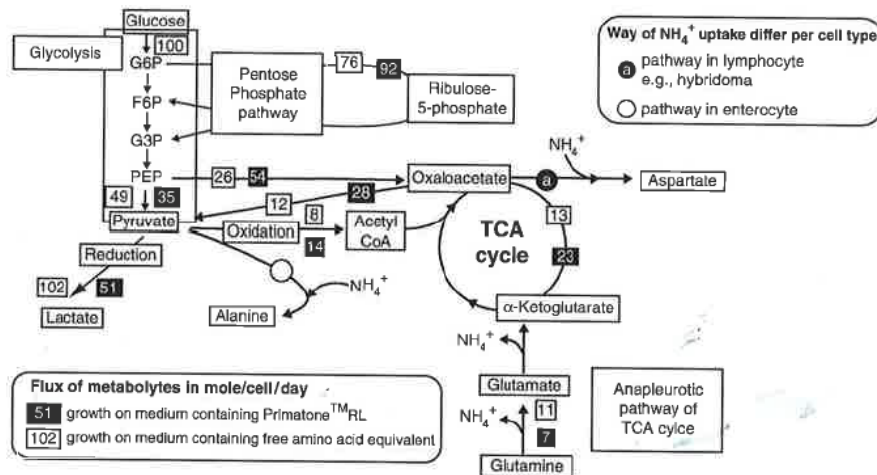 Glucose
100
Glycolysis
G6P
76
92
Pentose
Phosphate
pathway
Ribulose-
5-phosphate
F6P
G3P
PEP
26
54
Oxaloacetate
a
NH4+
Aspartate
49
35
28
12
8
13
Pyruvate
Oxidation
14
Acetyl
CoA
TCA
cycle
23
Reduction
102
51
Lactate
NH4+
Alanine
α-Ketoglutarate
NH4+
Glutamate
NH4+
11
7
Glutamine
Anapleurotic
pathway of
TCA cylce
Way of NH4+ uptake differ per cell type
a pathway in lymphocyte
e.g., hybridoma
pathway in enterocyte
Flux of metabolites in mole/cell/day
51 growth on medium containing Primatone™RL
102 growth on medium containing free amino acid equivalent